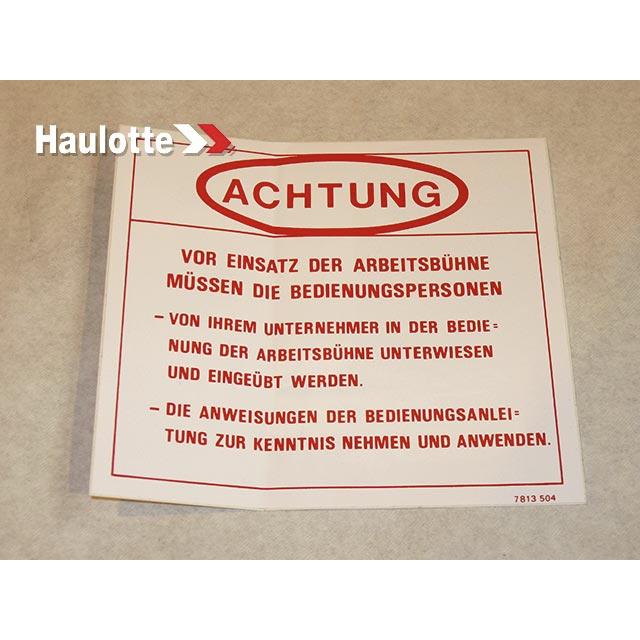 Haulotte
ACHTUNG
VOR EINSATZ DER ARBEITSBÜHNE
MÜSSEN DIE BEDIENUNGSPERSONEN
– VON IHREM UNTERNEHMER IN DER BEDIE=
NUNG DER ARBEITSBÜHNE UNTERWIESEN
UND EINGEÜBT WERDEN.
– DIE ANWEISUNGEN DER BEDIENUNGSANLEI=
TUNG ZUR KENNTNIS NEHMEN UND ANWENDEN.
7813 504